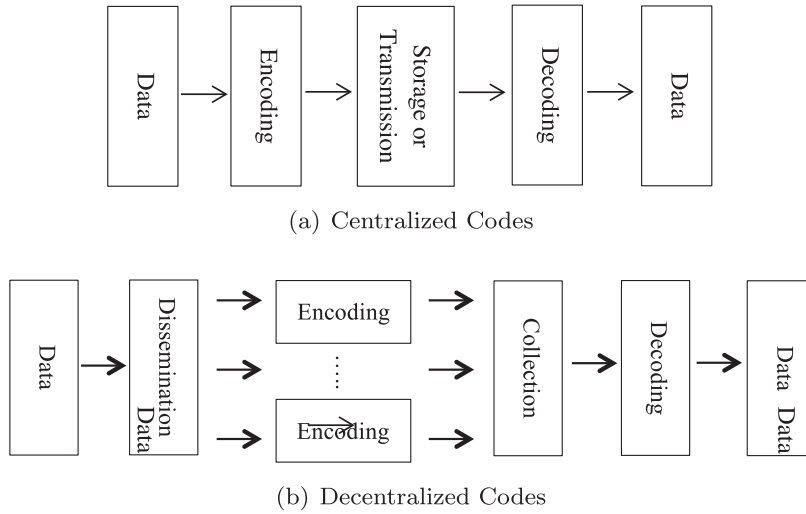 Data
Encoding
Storage or
Transmission
Decoding
Data
(a) Centralized Codes
Data
Dissemination
Data
Encoding
......
Encoding
Collection
Decoding
Data
Data
(b) Decentralized Codes